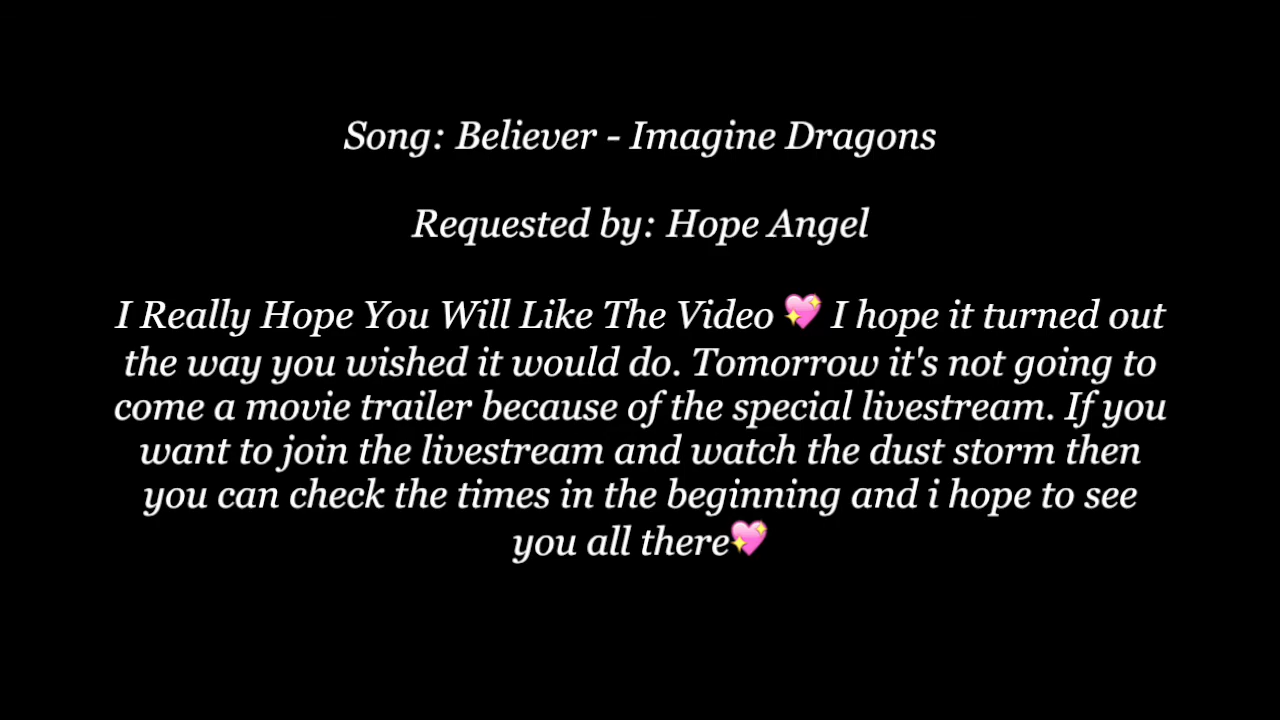 Song: Believer - Imagine Dragons
Requested by: Hope Angel
I Really Hope You Will Like The Video 💖 I hope it turned out
the way you wished it would do. Tomorrow it's not going to
come a movie trailer because of the special livestream. If you
want to join the livestream and watch the dust storm then
you can check the times in the beginning and i hope to see
you all there💖